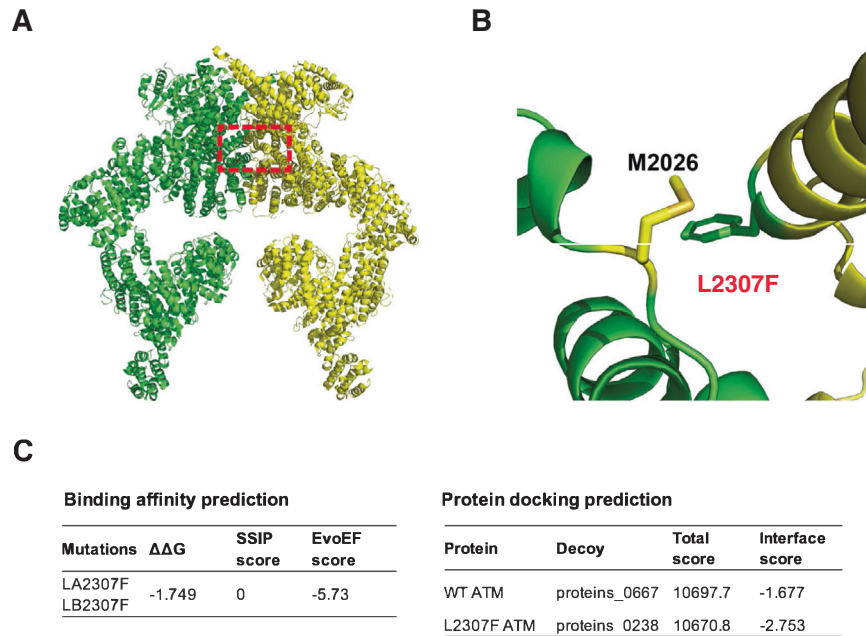 A
B
M2026
L2307F
C
Binding affinity prediction
Mutations ΔΔG SSIP score EvoEF score
LA2307F
LB2307F
-1.749 0 -5.73
Protein docking prediction
Protein Decoy Total score Interface score
WT ATM proteins_0667 10697.7 -1.677
L2307F ATM proteins_0238 10670.8 -2.753